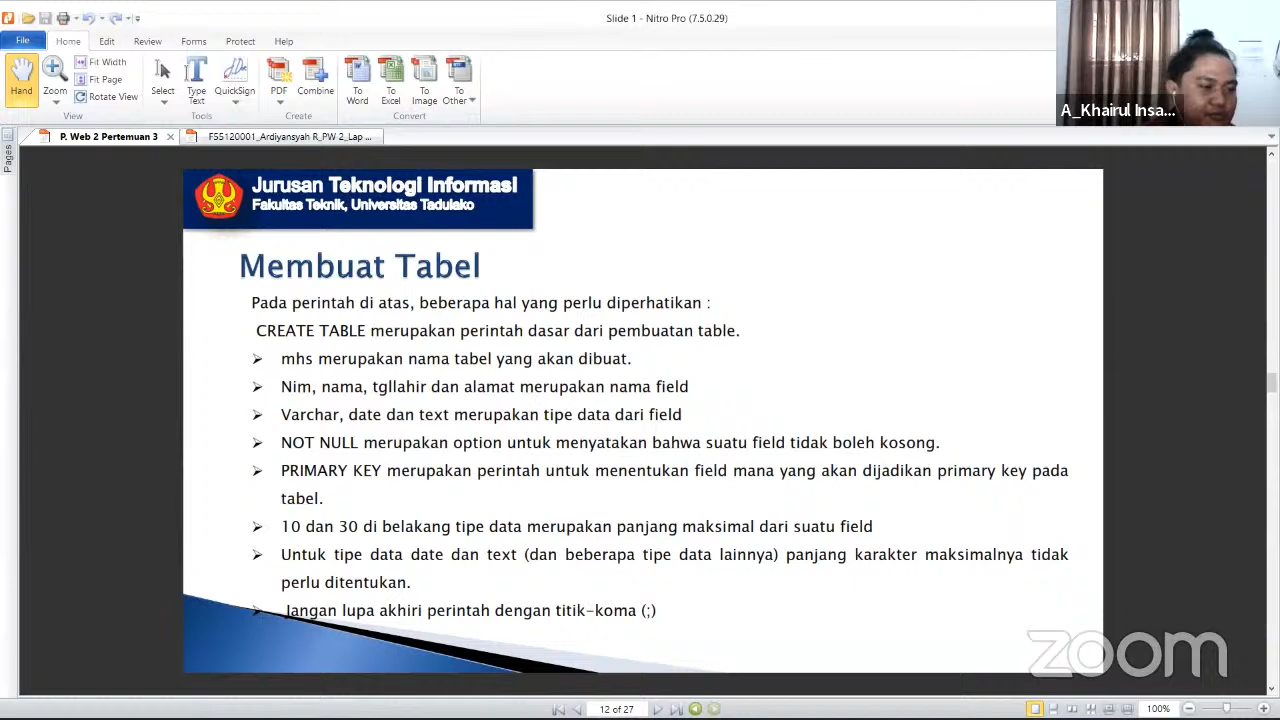 Slide 1 - Nitro Pro (7.5.0.29)
File Home Edit Review Forms Protect Help
Hand
Zoom
Fit Width
Fit Page
Rotate View
View
Select
Type Text
QuickSign
Tools
PDF
Combine
Create
To Word
To Excel
To Image
To Other
Convert
A_Khairul Insa...
P. Web 2 Pertemuan 3
F55120001_Ardiyansyah R_PW 2_Lap ...
Pages
Jurusan Teknologi Informasi
Fakultas Teknik, Universitas Tadulako
Membuat Tabel
Pada perintah di atas, beberapa hal yang perlu diperhatikan :
CREATE TABLE merupakan perintah dasar dari pembuatan table.
➢ mhs merupakan nama tabel yang akan dibuat.
➢ Nim, nama, tgllahir dan alamat merupakan nama field
➢ Varchar, date dan text merupakan tipe data dari field
➢ NOT NULL merupakan option untuk menyatakan bahwa suatu field tidak boleh kosong.
➢ PRIMARY KEY merupakan perintah untuk menentukan field mana yang akan dijadikan primary key pada
tabel.
➢ 10 dan 30 di belakang tipe data merupakan panjang maksimal dari suatu field
➢ Untuk tipe data date dan text (dan beberapa tipe data lainnya) panjang karakter maksimalnya tidak
perlu ditentukan.
➢ Jangan lupa akhiri perintah dengan titik-koma (;)
zoom
12 of 27
100%